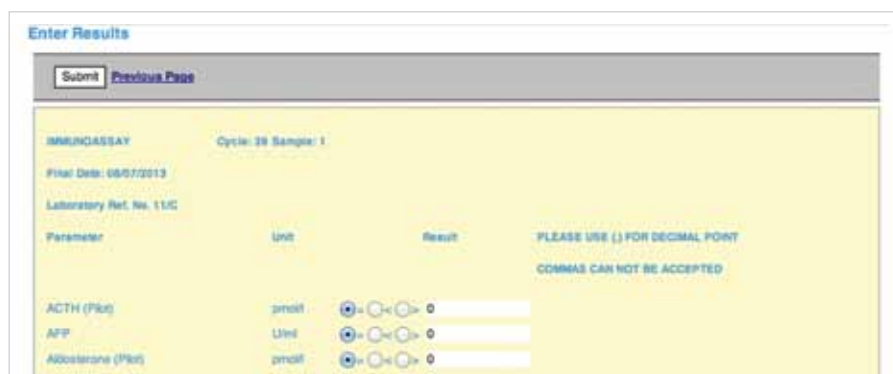 Enter Results
Submit Previous Page
IMMUNOASSAY Cycle: 39 Sample: 1
Final Date: 08/07/2013
Laboratory Ref. No. 11/C
Parameter Unit Result PLEASE USE (.) FOR DECIMAL POINT
COMMAS CAN NOT BE ACCEPTED
ACTH (Pilot) pmol/l = < > 0
AFP U/ml = < > 0
Aldosterone (Pilot) pmol/l = < > 0